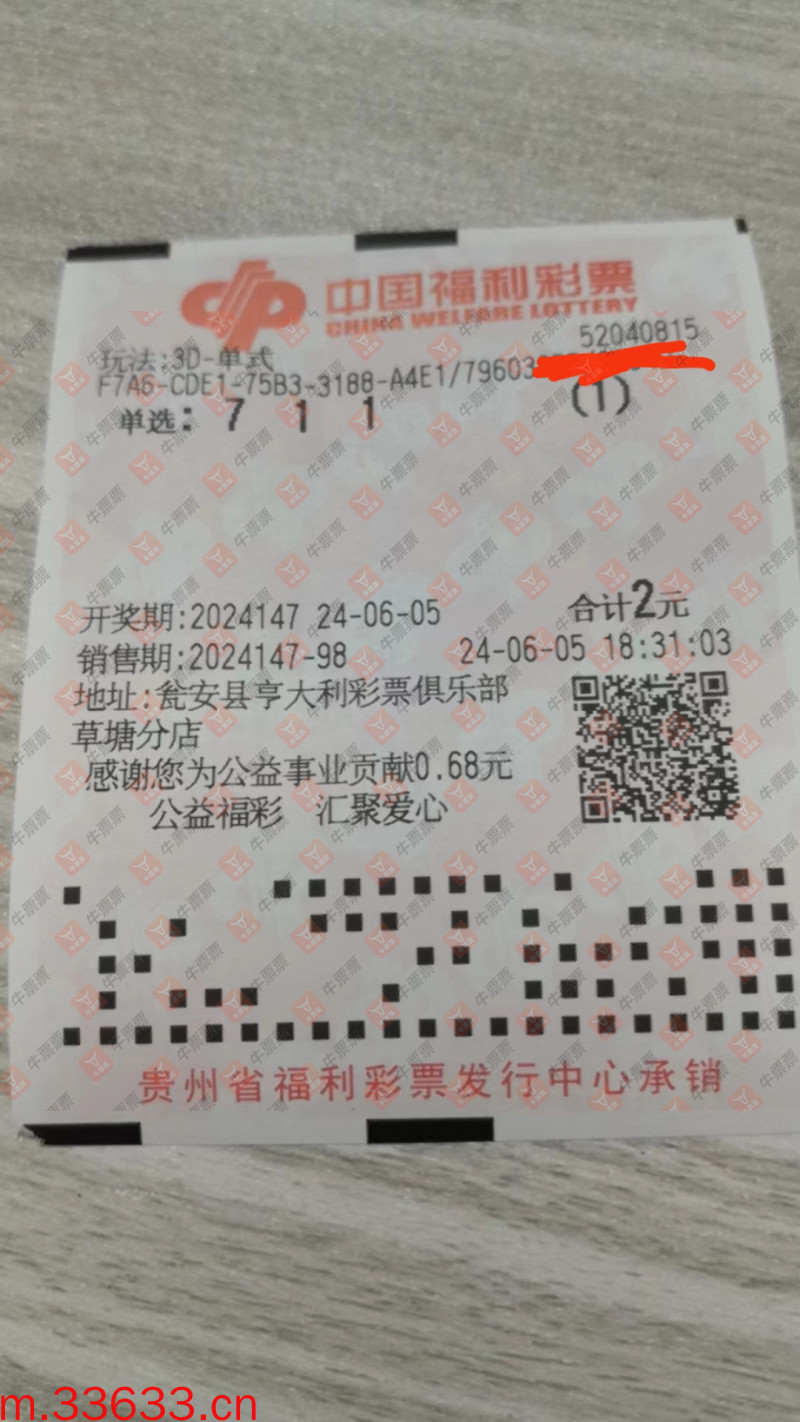 中国福利彩票
CHINA WELFARE LOTTERY
52040815
玩法:3D-单式
F7A6-CDE1-75B3-3188-A4E1/79603
单选: 7 1 1 (1)
开奖期:2024147 24-06-05 合计2元
销售期:2024147-98 24-06-05 18:31:03
地址:瓮安县亨大利彩票俱乐部
草塘分店
感谢您为公益事业贡献0.68元
公益福彩 汇聚爱心
贵州省福利彩票发行中心承销
牛票票
m.33633.cn